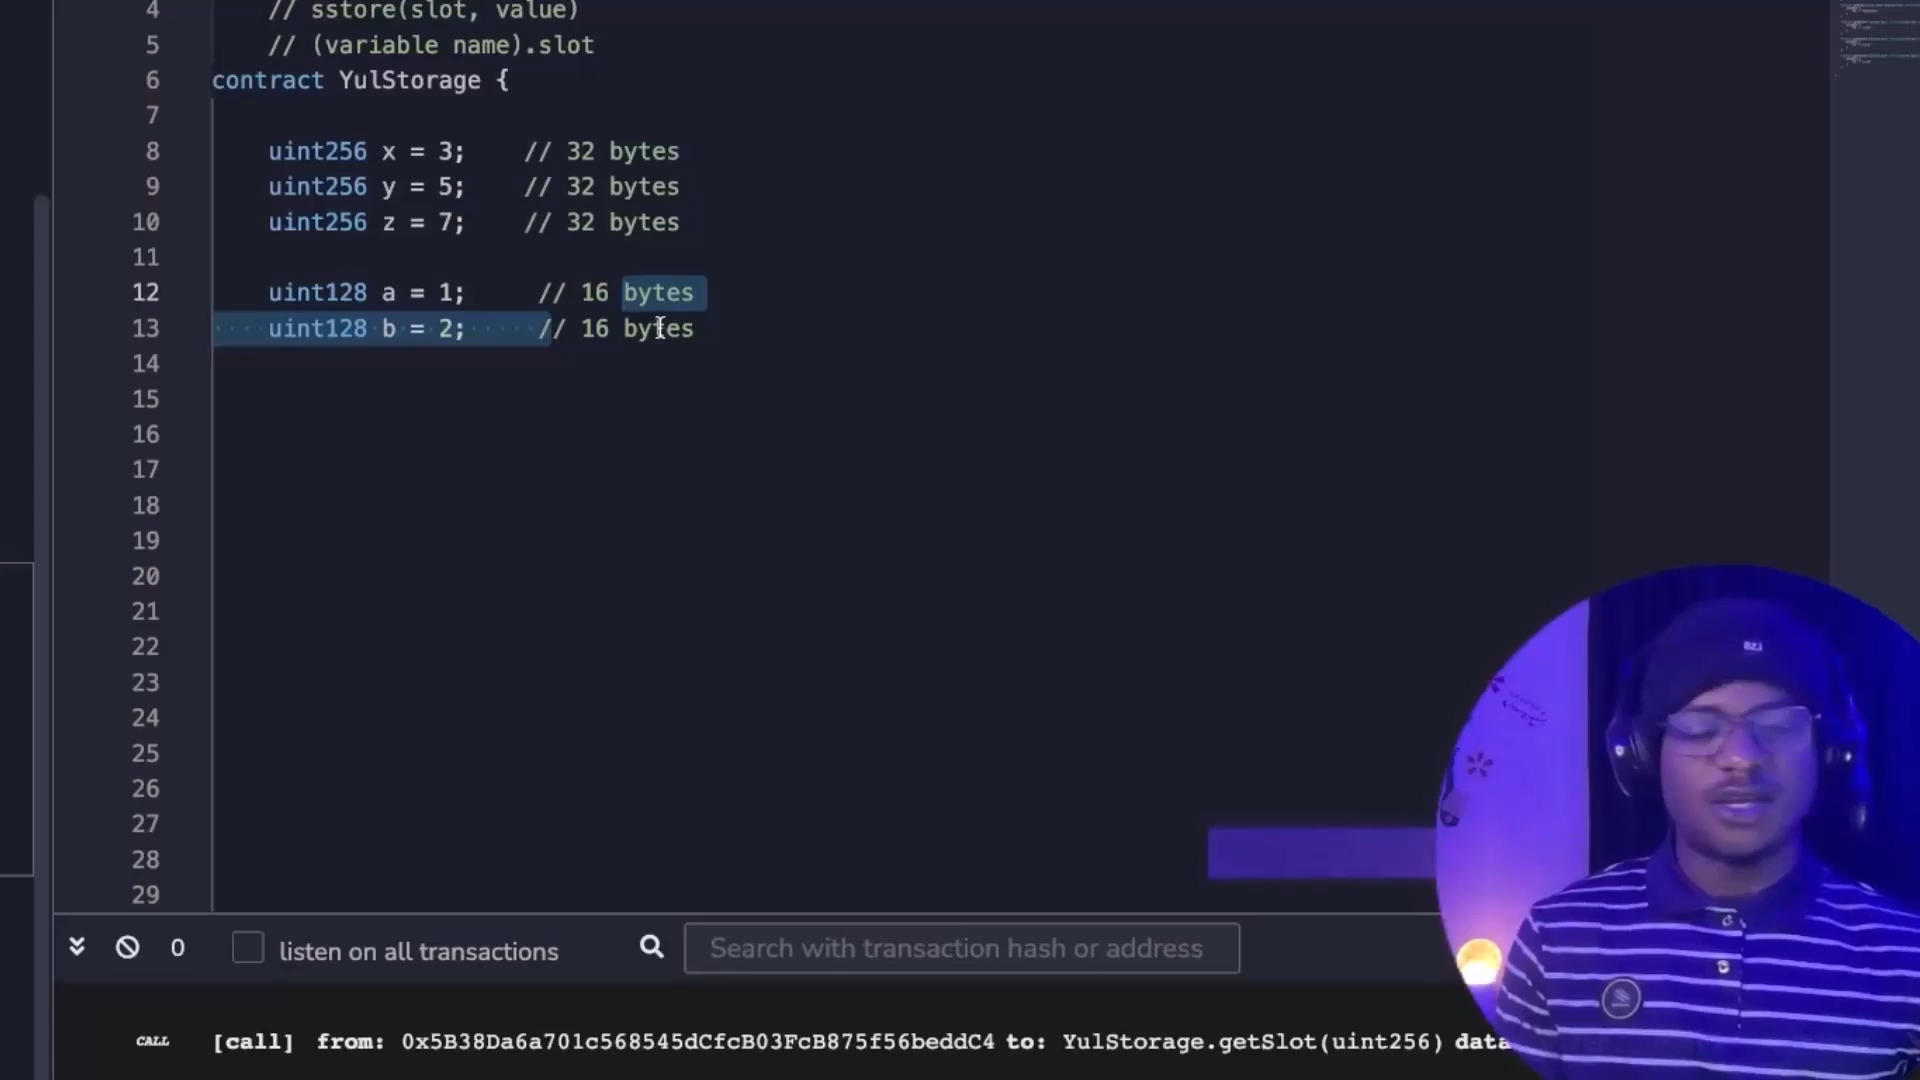 4 // sstore(slot, value)
5 // (variable name).slot
6 contract YulStorage {
7
8 uint256 x = 3; // 32 bytes
9 uint256 y = 5; // 32 bytes
10 uint256 z = 7; // 32 bytes
11
12 uint128 a = 1; // 16 bytes
13 uint128 b = 2; // 16 bytes
14
15
16
17
18
19
20
21
22
23
24
25
26
27
28
29
0 listen on all transactions Search with transaction hash or address
CALL [call] from: 0x5B38Da6a701c568545dCfcB03FcB875f56beddC4 to: YulStorage.getSlot(uint256) data